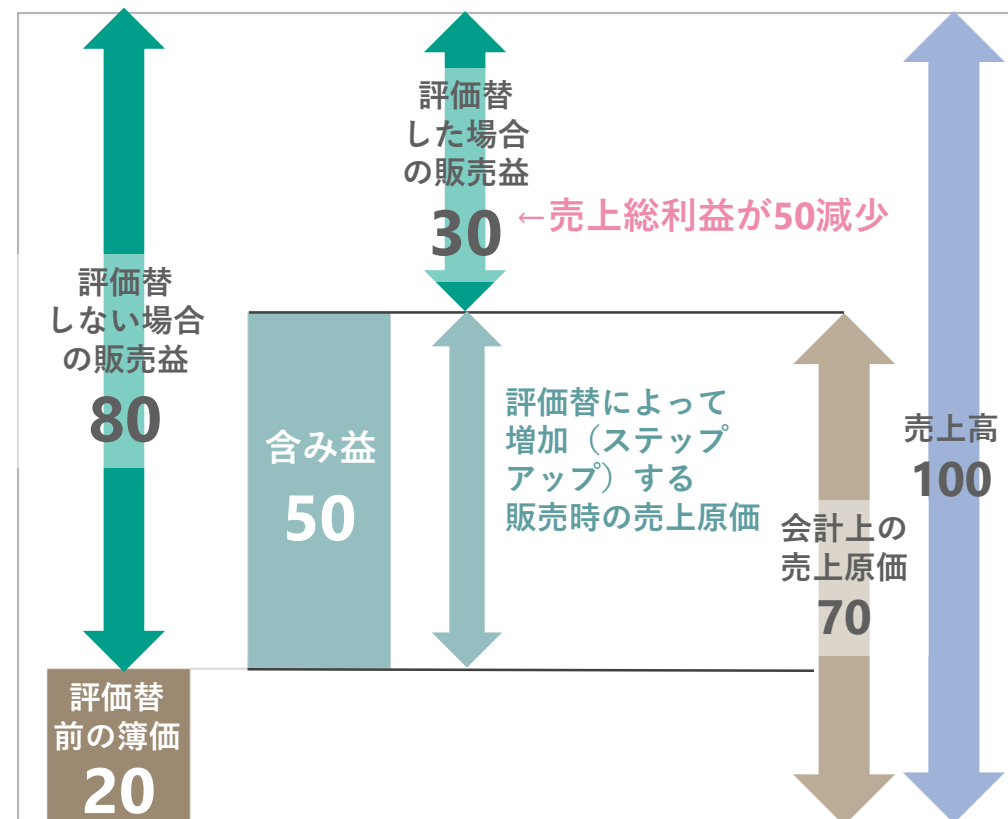 評価替
した場合
の販売益
30
←売上総利益が50減少
評価替
しない場合
の販売益
80
含み益
50
評価替によって
増加（ステップ
アップ）する
販売時の売上原価
売上高
100
会計上の
売上原価
70
評価替
前の簿価
20